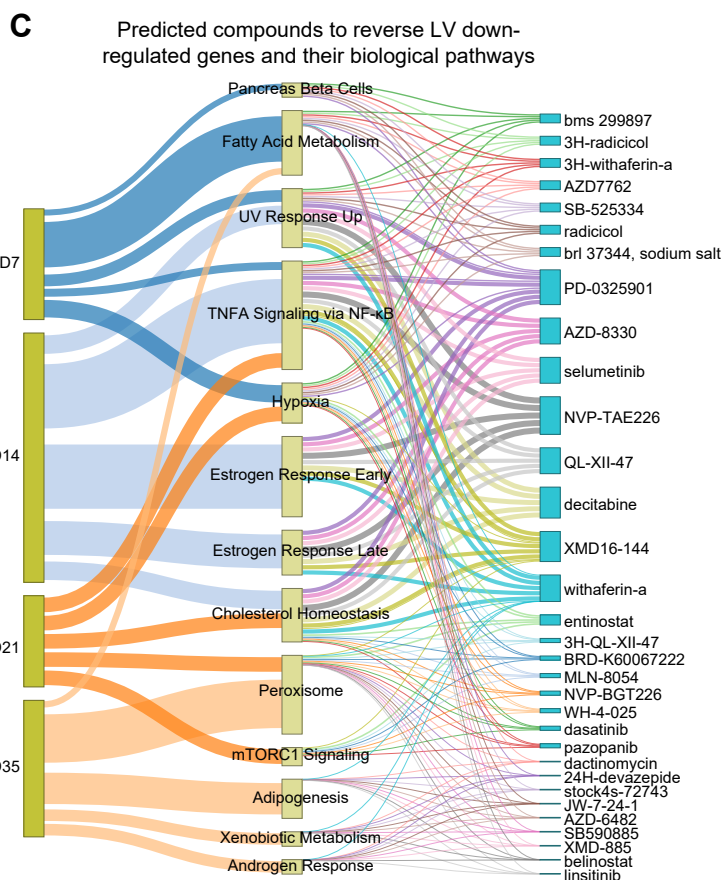 C
Predicted compounds to reverse LV down-
regulated genes and their biological pathways
D7
14
021
035
Pancreas Beta Cells
Fatty Acid Metabolism
UV Response Up
TNFA Signaling via NF-κB
Hypoxia
Estrogen Response Early
Estrogen Response Late
Cholesterol Homeostasis
Peroxisome
mTORC1 Signaling
Adipogenesis
Xenobiotic Metabolism
Androgen Response
bms 299897
3H-radicicol
3H-withaferin-a
AZD7762
SB-525334
radicicol
brl 37344, sodium salt
PD-0325901
AZD-8330
selumetinib
NVP-TAE226
QL-XII-47
decitabine
XMD16-144
withaferin-a
entinostat
3H-QL-XII-47
BRD-K60067222
MLN-8054
NVP-BGT226
WH-4-025
dasatinib
pazopanib
dactinomycin
24H-devazepide
stock4s-72743
JW-7-24-1
AZD-6482
SB590885
XMD-885
belinostat
linsitinib